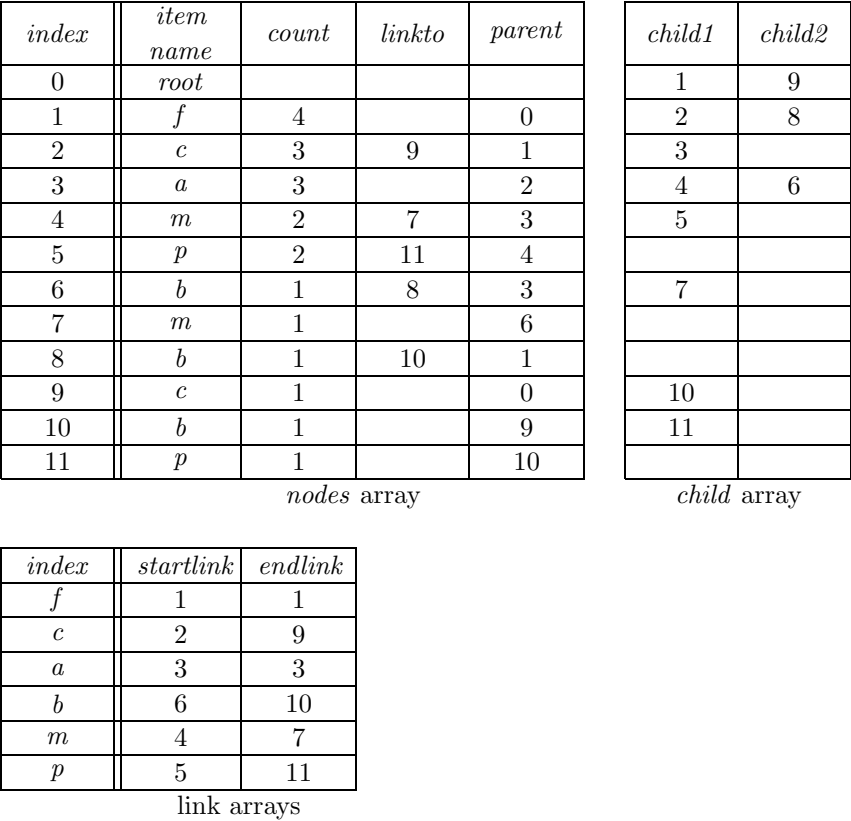 index item name count linkto parent child1 child2
0 root 1 9
1 f 4 0 2 8
2 c 3 9 1 3
3 a 3 2 4 6
4 m 2 7 3 5
5 p 2 11 4
6 b 1 8 3 7
7 m 1 6
8 b 1 10 1
9 c 1 0 10
10 b 1 9 11
11 p 1 10
nodes array child array
index startlink endlink
f 1 1
c 2 9
a 3 3
b 6 10
m 4 7
p 5 11
link arrays